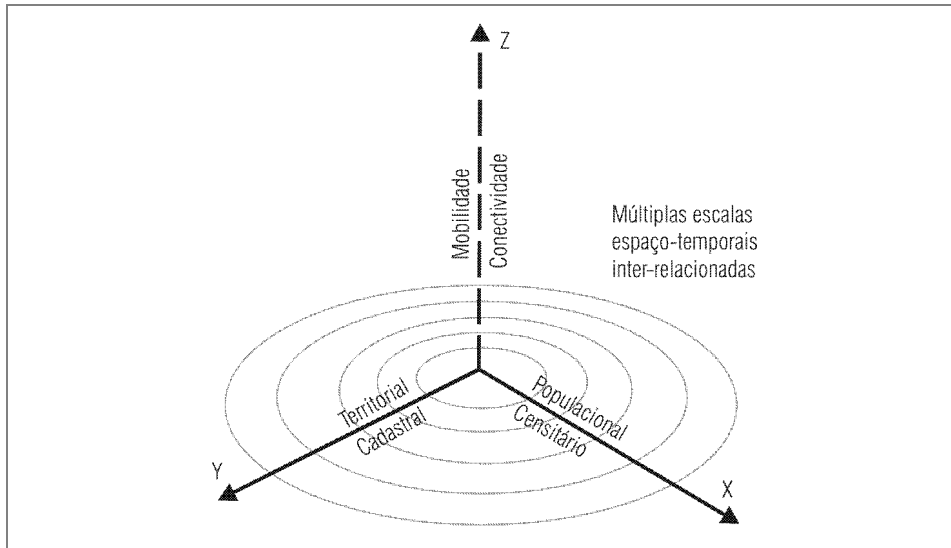 Z
Mobilidade
Conectividade
Múltiplas escalas
espaço-temporais
inter-relacionadas
Territorial
Cadastral
Populacional
Censitário
Y
X